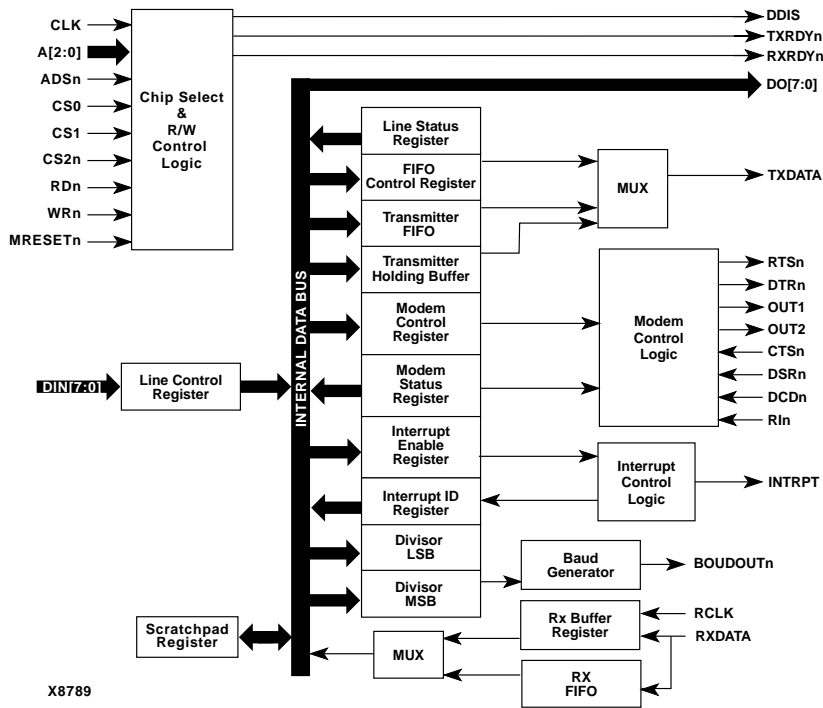 CLK
A[2:0]
ADSn
CS0
CS1
CS2n
RDn
WRn
MRESETn
Chip Select
&
R/W
Control
Logic
DDIS
TXRDYn
RXRDYn
DO[7:0]
INTERNAL DATA BUS
Line Status
Register
FIFO
Control Register
Transmitter
FIFO
Transmitter
Holding Buffer
Modem
Control
Register
Modem
Status
Register
Interrupt
Enable
Register
Interrupt ID
Register
Divisor
LSB
Divisor
MSB
MUX
TXDATA
Modem
Control
Logic
RTSn
DTRn
OUT1
OUT2
CTSn
DSRn
DCDn
RIn
DIN[7:0]
Line Control
Register
Interrupt
Control
Logic
INTRPT
Baud
Generator
BOUDOUTn
Rx Buffer
Register
RCLK
RXDATA
Scratchpad
Register
MUX
RX
FIFO
X8789